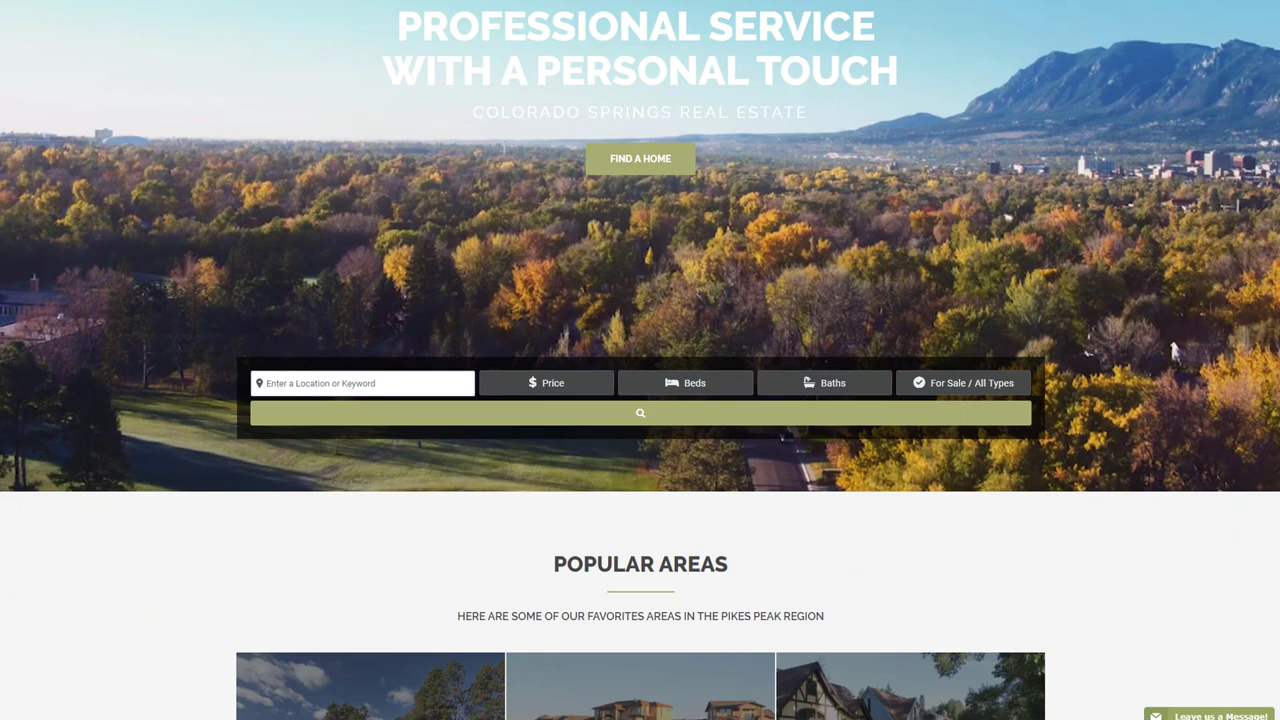 PROFESSIONAL SERVICE
WITH A PERSONAL TOUCH
COLORADO SPRINGS REAL ESTATE
FIND A HOME
Enter a Location or Keyword
Price
Beds
Baths
For Sale / All Types
POPULAR AREAS
HERE ARE SOME OF OUR FAVORITES AREAS IN THE PIKES PEAK REGION
Leave us a Message!